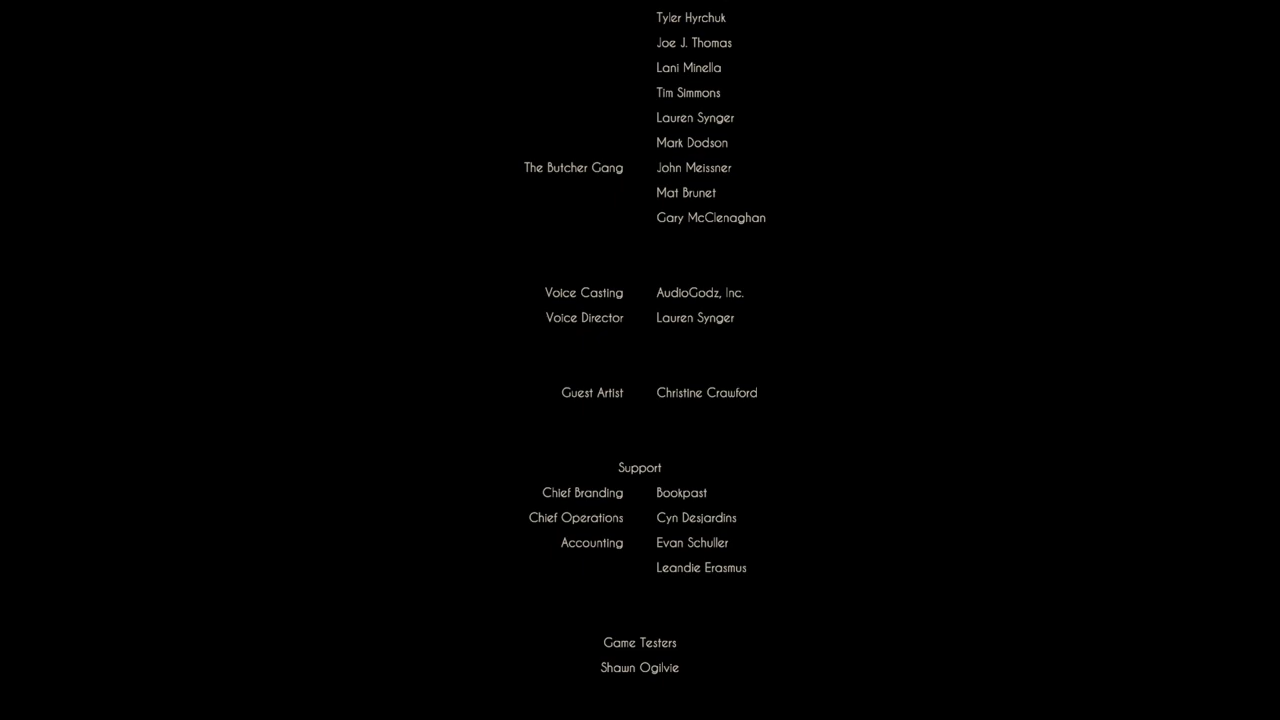 Tyler Hyrchuk
Joe J. Thomas
Lani Minella
Tim Simmons
Lauren Synger
Mark Dodson
The Butcher Gang John Meissner
Mat Brunet
Gary McClenaghan
Voice Casting AudioGodz, Inc.
Voice Director Lauren Synger
Guest Artist Christine Crawford
Support
Chief Branding Bookpast
Chief Operations Cyn Desjardins
Accounting Evan Schuller
Leandie Erasmus
Game Testers
Shawn Ogilvie